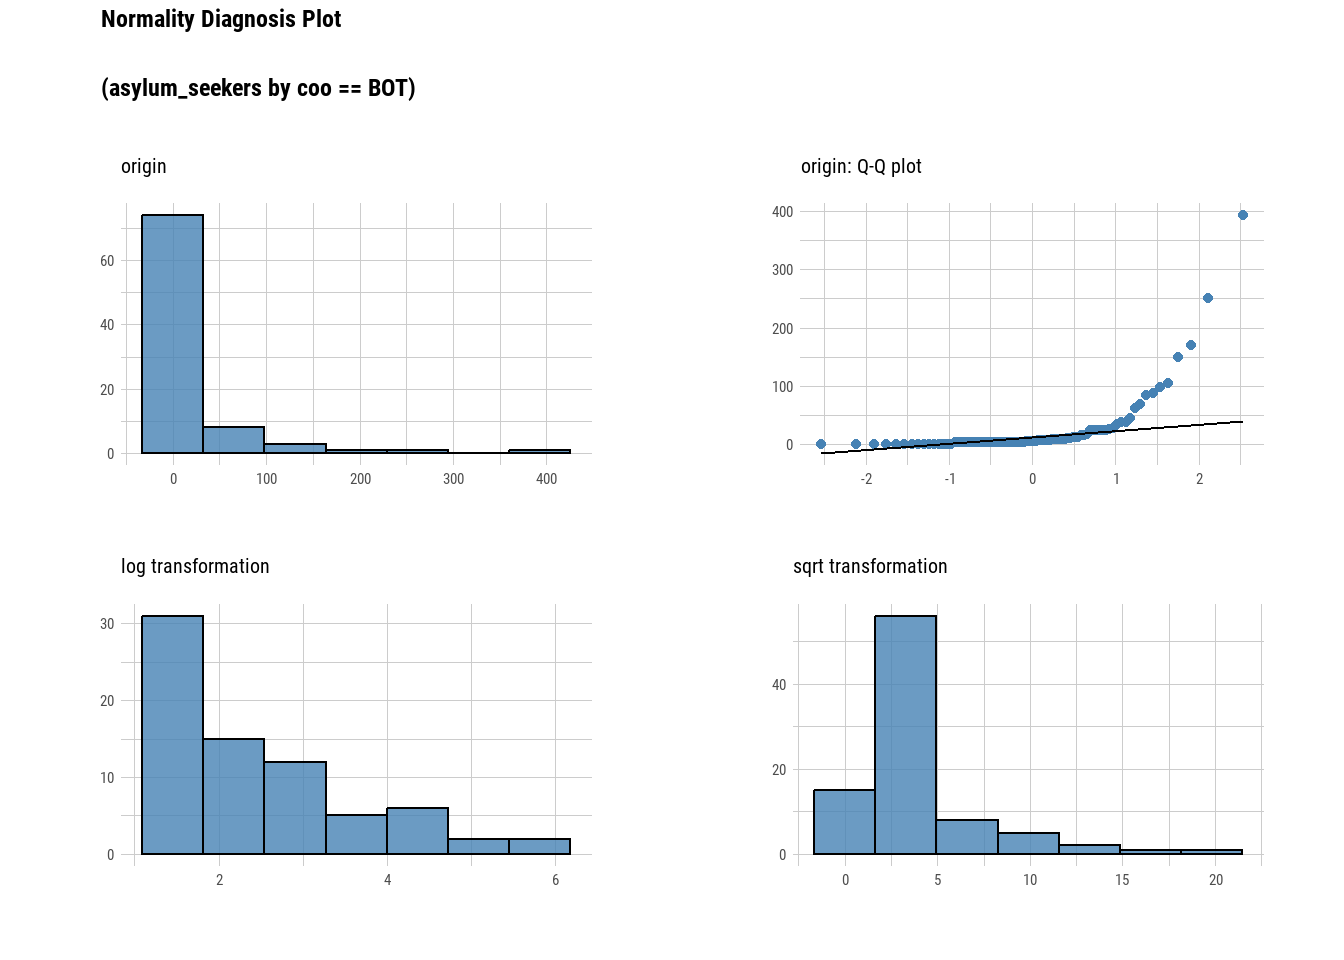 Normality Diagnosis Plot
(asylum_seekers by coo == BOT)
origin
60
40
20
0
0 100 200 300 400
origin: Q-Q plot
400
300
200
100
0
-2 -1 0 1 2
log transformation
30
20
10
0
2 4 6
sqrt transformation
40
20
0
0 5 10 15 20